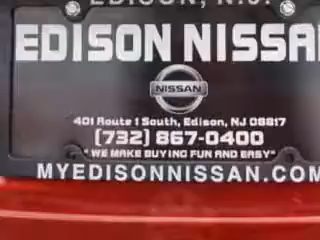 EDISON, N.J.
EDISON NISSAN
NISSAN
401 Route 1 South, Edison, NJ 08817
(732) 867-0400
"WE MAKE BUYING FUN AND EASY"
MYEDISONNISSAN.COM